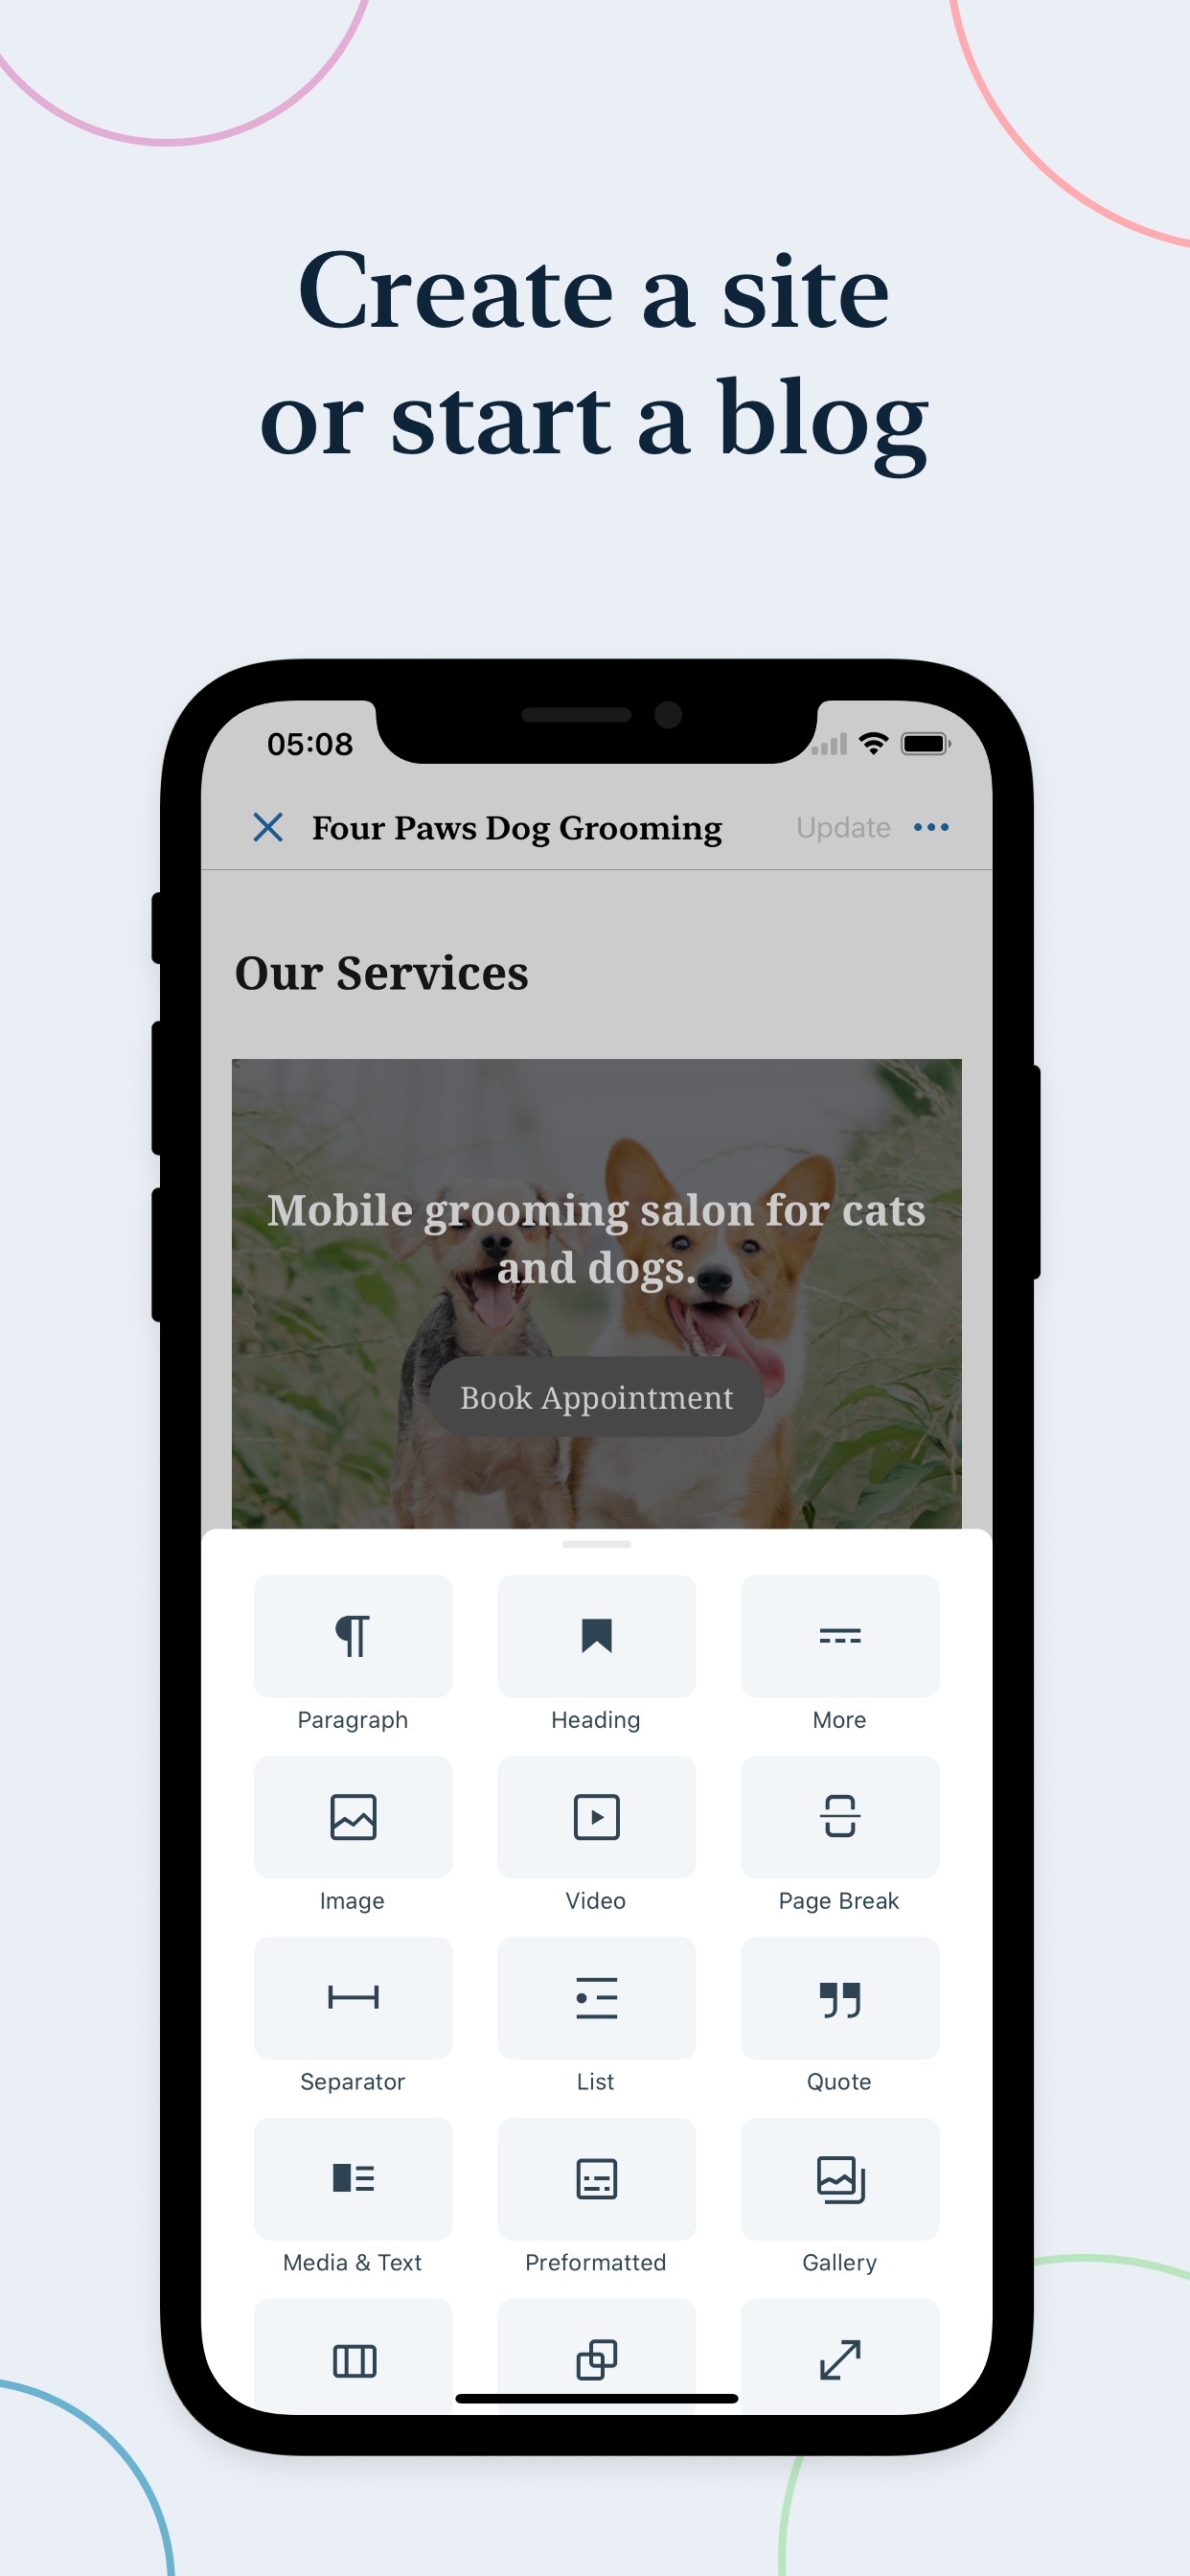 Create a site
or start a blog
05:08
Four Paws Dog Grooming Update
Our Services
Mobile grooming salon for cats
and dogs.
Book Appointment
Paragraph Heading More
Image Video Page Break
Separator List Quote
Media & Text Preformatted Gallery